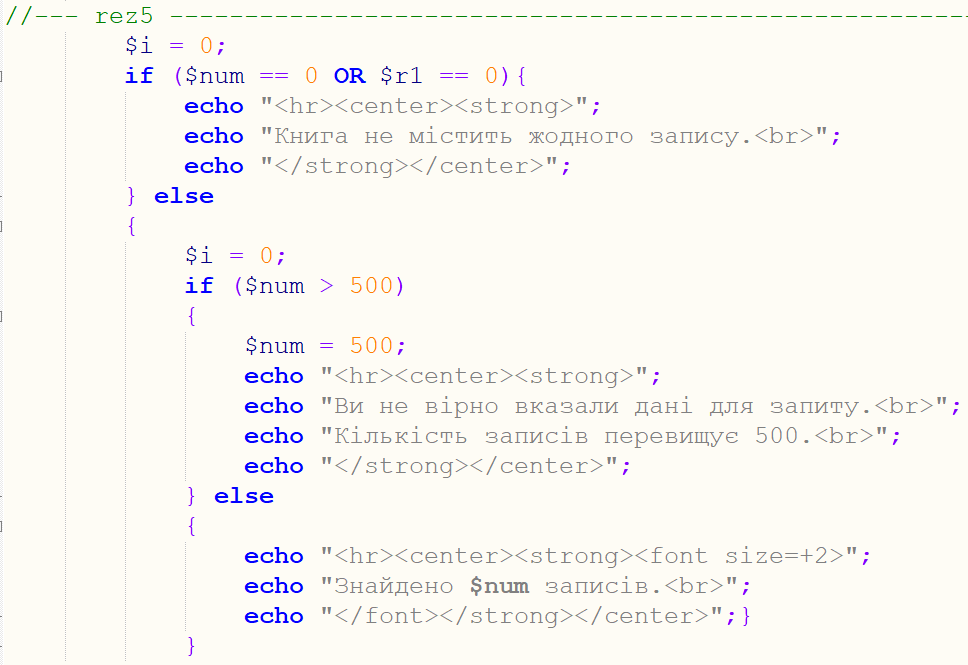 //--- rez5 -----------------------------------------------------
$i = 0;
if ($num == 0 OR $r1 == 0){
echo "<hr><center><strong>";
echo "Книга не містить жодного запису.<br>";
echo "</strong></center>";
} else
{
$i = 0;
if ($num > 500)
{
$num = 500;
echo "<hr><center><strong>";
echo "Ви не вірно вказали дані для запиту.<br>";
echo "Кількість записів перевищує 500.<br>";
echo "</strong></center>";
} else
{
echo "<hr><center><strong><font size=+2>";
echo "Знайдено $num записів.<br>";
echo "</font></strong></center>";}
}